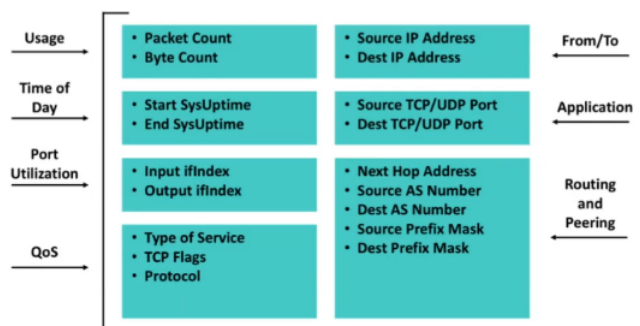 Usage
• Packet Count
• Byte Count
• Source IP Address
• Dest IP Address
From/To
Time of
Day
• Start SysUptime
• End SysUptime
• Source TCP/UDP Port
• Dest TCP/UDP Port
Application
Port
Utilization
• Input ifIndex
• Output ifIndex
• Next Hop Address
• Source AS Number
• Dest AS Number
• Source Prefix Mask
• Dest Prefix Mask
Routing
and
Peering
QoS
• Type of Service
• TCP Flags
• Protocol